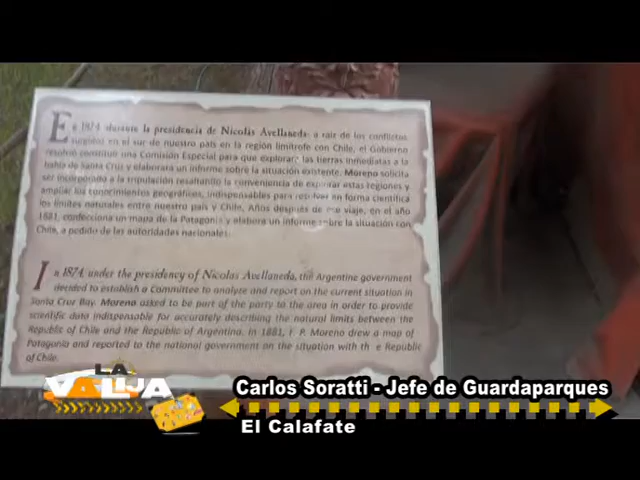 En 1874 durante la presidencia de Nicolás Avellaneda a raíz de los conflictos
surgidos en el sur de nuestro país en la región limítrofe con Chile, el Gobierno
resolvió constituir una Comisión Especial para que explorara las tierras inmediatas a la
bahía de Santa Cruz y elaborara un informe sobre la situación existente. Moreno solicita
ser incorporado a la tripulación resaltando la conveniencia de explorar estas regiones y
ampliar los conocimientos geográficos, indispensables para resolver en forma científica
los límites naturales entre nuestro país y Chile. Años después de ese viaje, en el año
1881, confecciona un mapa de la Patagonia y elabora un informe sobre la situación con
Chile, a pedido de las autoridades nacionales.
In 1874 under the presidency of Nicolás Avellaneda, the Argentine government
decided to establish a Committee to analyse and report on the current situation in
Santa Cruz Bay. Moreno asked to be part of the party to the area in order to provide
scientific data indispensable for accurately describing the natural limits between the
Republic of Chile and the Republic of Argentina. In 1881, F. P. Moreno drew a map of
Patagonia and reported to the national government on the situation with the Republic
of Chile
LA
VALIJA
Carlos Soratti - Jefe de Guardaparques
El Calafate